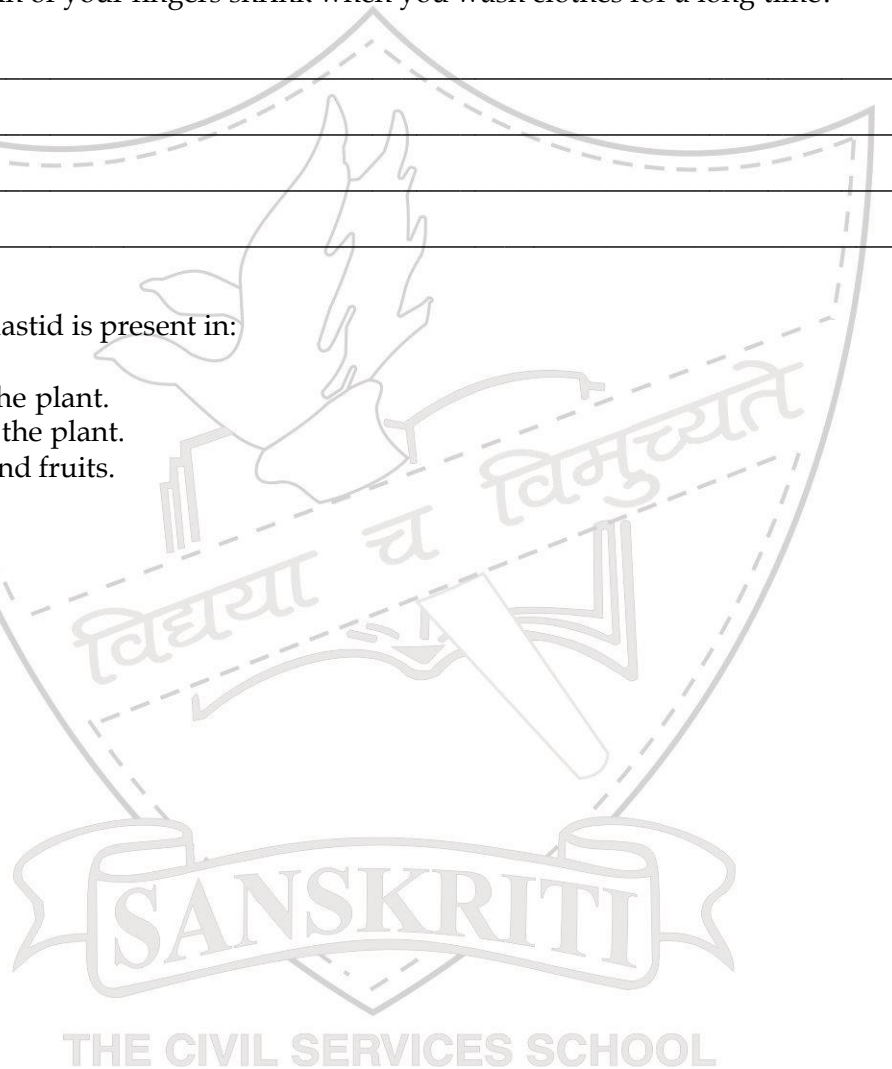 of your fingers shrink when you wash clothes for a long time?
astid is present in:
he plant.
the plant.
nd fruits.
विद्यया च विमुच्यते
SANSKRITI
THE CIVIL SERVICES SCHOOL